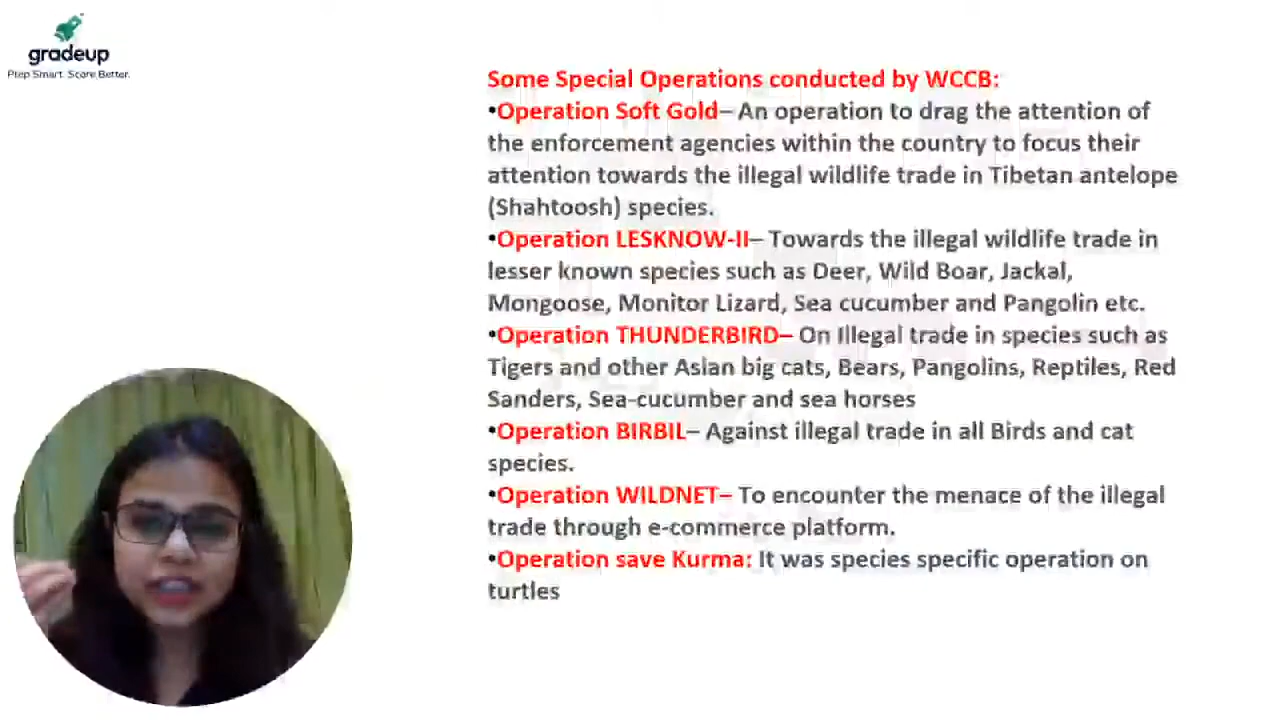 gradeup
Prep Smart. Score Better.
Some Special Operations conducted by WCCB:
•Operation Soft Gold– An operation to drag the attention of
the enforcement agencies within the country to focus their
attention towards the illegal wildlife trade in Tibetan antelope
(Shahtoosh) species.
•Operation LESKNOW-II– Towards the illegal wildlife trade in
lesser known species such as Deer, Wild Boar, Jackal,
Mongoose, Monitor Lizard, Sea cucumber and Pangolin etc.
•Operation THUNDERBIRD– On Illegal trade in species such as
Tigers and other Asian big cats, Bears, Pangolins, Reptiles, Red
Sanders, Sea-cucumber and sea horses
•Operation BIRBIL– Against illegal trade in all Birds and cat
species.
•Operation WILDNET– To encounter the menace of the illegal
trade through e-commerce platform.
•Operation save Kurma: It was species specific operation on
turtles